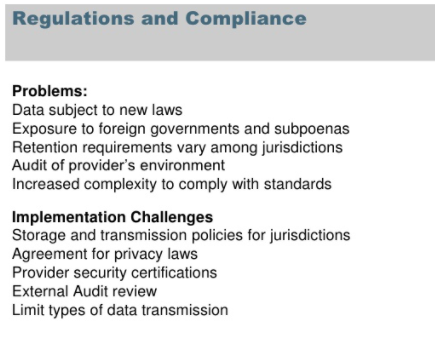 Regulations and Compliance
Problems:
Data subject to new laws
Exposure to foreign governments and subpoenas
Retention requirements vary among jurisdictions
Audit of provider's environment
Increased complexity to comply with standards
Implementation Challenges
Storage and transmission policies for jurisdictions
Agreement for privacy laws
Provider security certifications
External Audit review
Limit types of data transmission